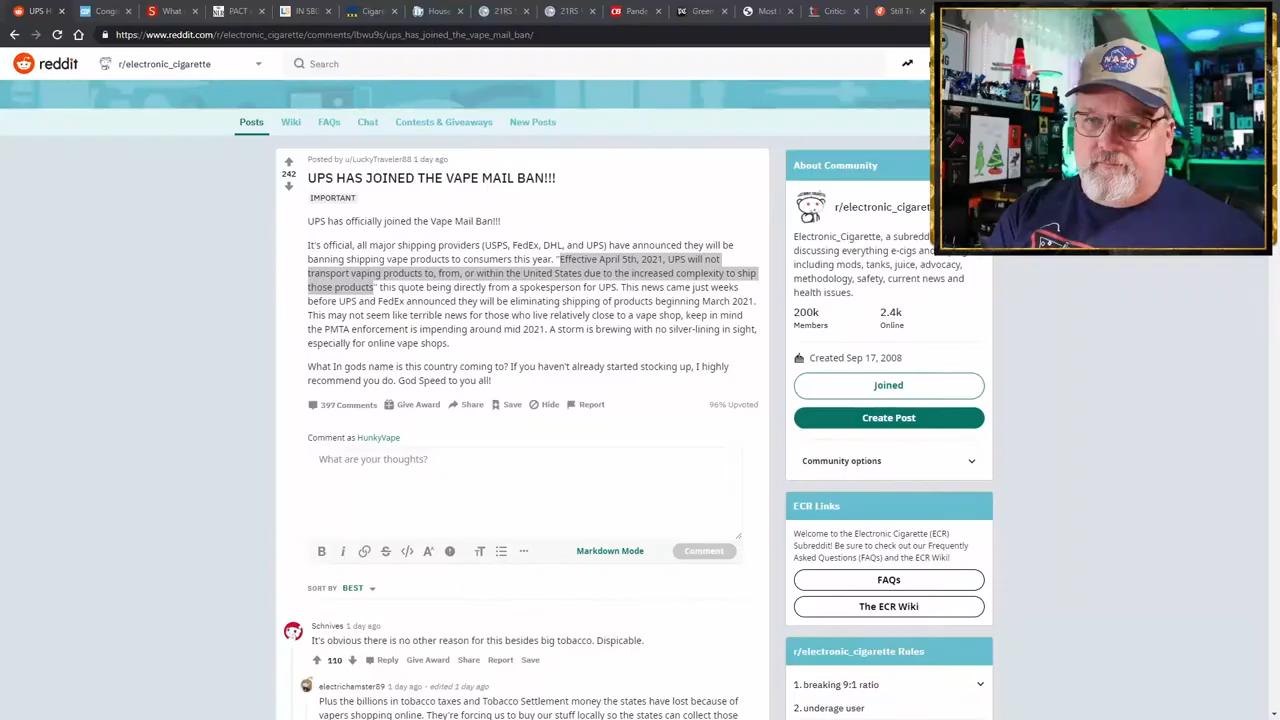 UPS H
Congr
What
PACT
IN SB
Cigare
House
21RS
21RS
Pande
Green
Most
Critica
Still Ti
https://www.reddit.com/r/electronic_cigarette/comments/lbwu9s/ups_has_joined_the_vape_mail_ban/
reddit
r/electronic_cigarette
Search
NASA
Posts
Wiki
FAQs
Chat
Contests & Giveaways
New Posts
Posted by u/LuckyTraveler88 1 day ago
242
UPS HAS JOINED THE VAPE MAIL BAN!!!
IMPORTANT
UPS has officially joined the Vape Mail Ban!!!
It's official, all major shipping providers (USPS, FedEx, DHL, and UPS) have announced they will be
banning shipping vape products to consumers this year. "Effective April 5th, 2021, UPS will not
transport vaping products to, from, or within the United States due to the increased complexity to ship
those products" this quote being directly from a spokesperson for UPS. This news came just weeks
before UPS and FedEx announced they will be eliminating shipping of products beginning March 2021.
This may not seem like terrible news for those who live relatively close to a vape shop, keep in mind
the PMTA enforcement is impending around mid 2021. A storm is brewing with no silver-lining in sight,
especially for online vape shops.
What In gods name is this country coming to? If you haven't already started stocking up, I highly
recommend you do. God Speed to you all!
397 Comments
Give Award
Share
Save
Hide
Report
96% Upvoted
Comment as HunkyVape
What are your thoughts?
Markdown Mode
Comment
SORT BY BEST
Schnives 1 day ago
It's obvious there is no other reason for this besides big tobacco. Dispicable.
110
Reply
Give Award
Share
Report
Save
electrichamster89 1 day ago - edited 1 day ago
Plus the billions in tobacco taxes and Tobacco Settlement money the states have lost because of
vapers shopping online. They're forcing us to buy our stuff locally so the states can collect those
About Community
r/electronic_cigarett
Electronic_Cigarette, a subredd
discussing everything e-cigs and
including mods, tanks, juice, advocacy,
methodology, safety, current news and
health issues.
200k
Members
2.4k
Online
Created Sep 17, 2008
Joined
Create Post
Community options
ECR Links
Welcome to the Electronic Cigarette (ECR)
Subreddit! Be sure to check out our Frequently
Asked Questions (FAQs) and the ECR Wiki!
FAQs
The ECR Wiki
r/electronic_cigarette Rules
1. breaking 9:1 ratio
2. underage user